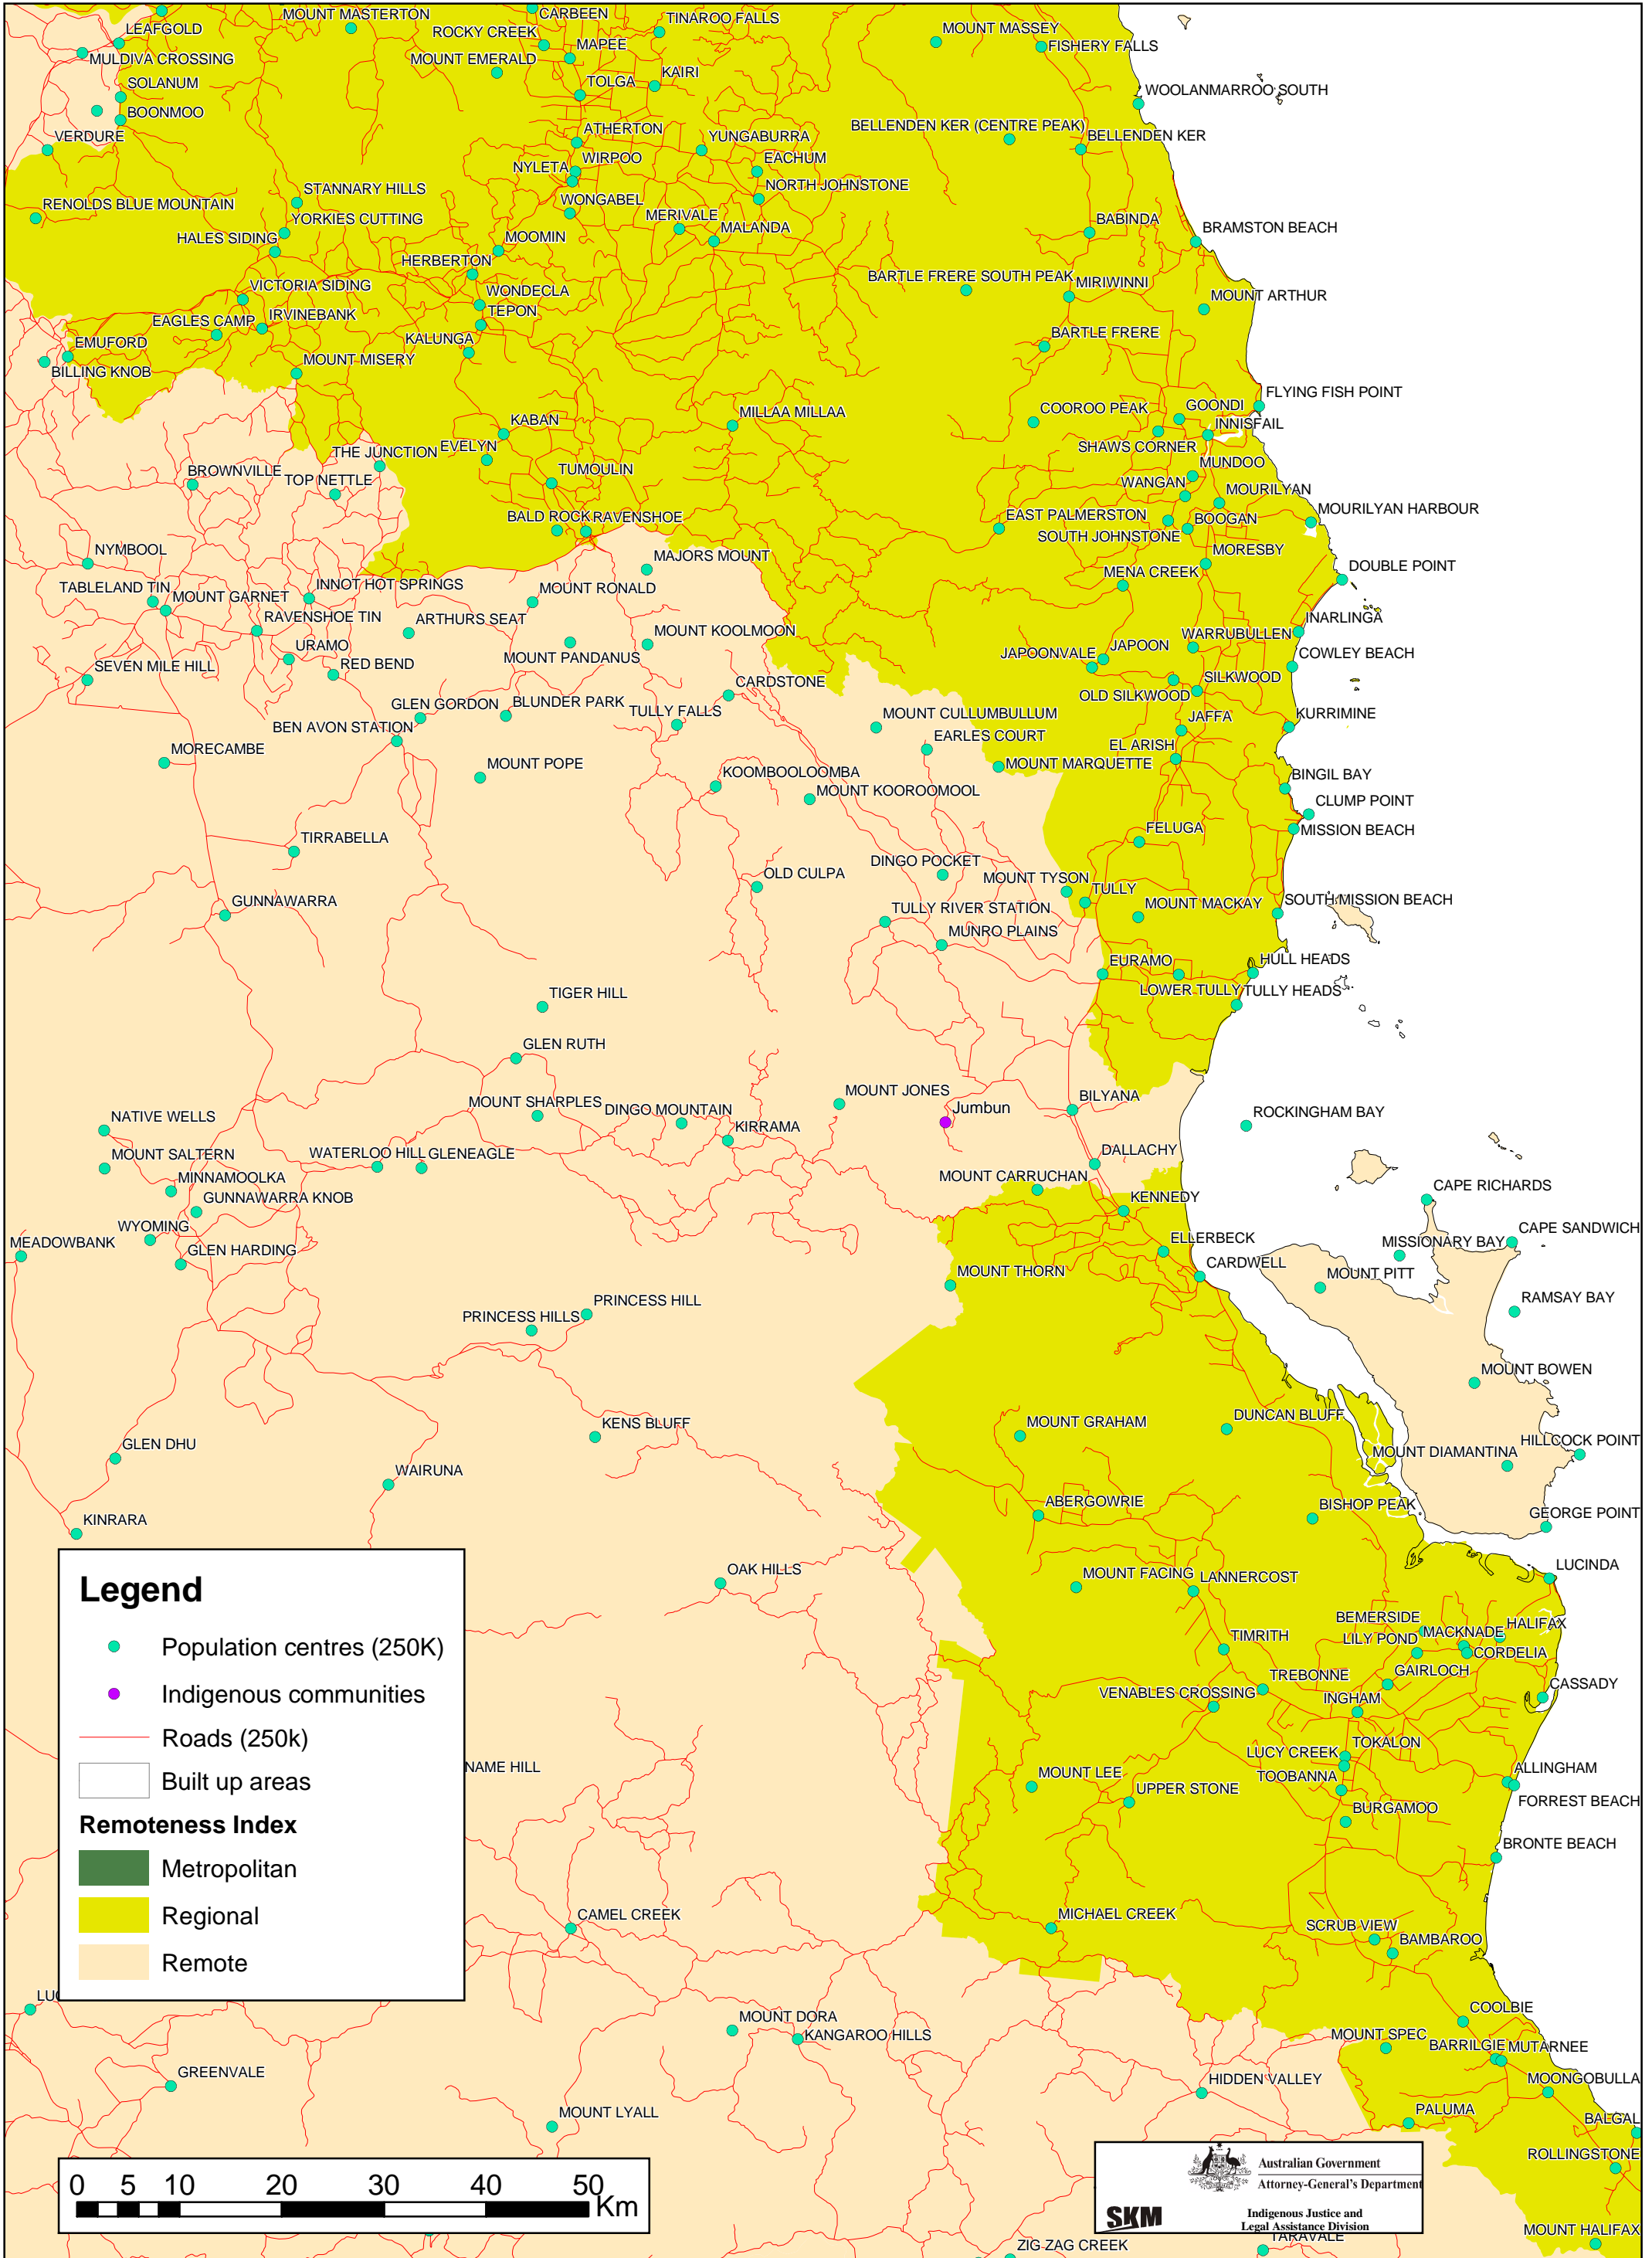 LEAFGOLD
MOUNT MASTERTON
CARBEEN
TINAROO FALLS
ROCKY CREEK
MAPEE
MOUNT MASSEY
FISHERY FALLS
MULDIVA CROSSING
MOUNT EMERALD
KAIRI
SOLANUM
TOLGA
WOOLANMARROO SOUTH
BOONMOO
VERDURE
ATHERTON
YUNGABURRA
BELLENDEN KER (CENTRE PEAK)
BELLENDEN KER
WIRPOO
EACHUM
NYLETA
NORTH JOHNSTONE
STANNARY HILLS
WONGABEL
RENOLDS BLUE MOUNTAIN
YORKIES CUTTING
MERIVALE
MALANDA
BABINDA
BRAMSTON BEACH
HALES SIDING
MOOMIN
HERBERTON
BARTLE FRERE SOUTH PEAK
MIRIWINNI
VICTORIA SIDING
WONDECLA
MOUNT ARTHUR
EAGLES CAMP
IRVINEBANK
TEPON
EMUFORD
KALUNGA
BARTLE FRERE
BILLING KNOB
MOUNT MISERY
FLYING FISH POINT
KABAN
MILLAA MILLAA
COOROO PEAK
GOONDI
INNISFAIL
THE JUNCTION
EVELYN
SHAWS CORNER
BROWNVILLE
TOP NETTLE
TUMOULIN
MUNDOO
WANGAN
MOURILYAN
BALD ROCK
RAVENSHOE
EAST PALMERSTON
BOOGAN
MOURILYAN HARBOUR
SOUTH JOHNSTONE
NYMBOOL
MAJORS MOUNT
MORESBY
TABLELAND TIN
MOUNT GARNET
INNOT HOT SPRINGS
MOUNT RONALD
MENA CREEK
DOUBLE POINT
RAVENSHOE TIN
ARTHURS SEAT
INARLINGA
URAMO
RED BEND
MOUNT PANDANUS
MOUNT KOOLMOON
WARRUBULLEN
SEVEN MILE HILL
JAPOONVALE
JAPOON
COWLEY BEACH
CARDSTONE
SILKWOOD
OLD SILKWOOD
GLEN GORDON
BLUNDER PARK
TULLY FALLS
MOUNT CULLUMBULLUM
JAFFA
KURRIMINE
BEN AVON STATION
EARLES COURT
EL ARISH
MORECAMBE
MOUNT POPE
MOUNT MARQUETTE
KOOMBOOLOOMBA
MOUNT KOOROOMOOL
BINGIL BAY
CLUMP POINT
MISSION BEACH
TIRRABELLA
FELUGA
OLD CULPA
DINGO POCKET
MOUNT TYSON
TULLY
GUNNAWARRA
TULLY RIVER STATION
MOUNT MACKAY
SOUTH MISSION BEACH
MUNRO PLAINS
EURAMO
HULL HEADS
TIGER HILL
LOWER TULLY
TULLY HEADS
GLEN RUTH
MOUNT JONES
Jumbun
BILYANA
NATIVE WELLS
MOUNT SHARPLES
DINGO MOUNTAIN
KIRRAMA
ROCKINGHAM BAY
MOUNT SALTERN
WATERLOO HILL
GLENEAGLE
DALLACHY
MINNAMOOLKA
MOUNT CARRUCHAN
CAPE RICHARDS
GUNNAWARRA KNOB
KENNEDY
WYOMING
CAPE SANDWICH
MEADOWBANK
GLEN HARDING
ELLERBECK
MISSIONARY BAY
CARDWELL
MOUNT THORN
MOUNT PITT
PRINCESS HILLS
PRINCESS HILL
RAMSAY BAY
MOUNT BOWEN
KENS BLUFF
MOUNT GRAHAM
DUNCAN BLUFF
GLEN DHU
HILLCOCK POINT
WAIRUNA
MOUNT DIAMANTINA
ABERGOWRIE
BISHOP PEAK
KINRARA
GEORGE POINT
OAK HILLS
MOUNT FACING
LANNERCOST
LUCINDA
BEMERSIDE
HALIFAX
TIMRITH
LILY POND
MACKNADE
CORDELIA
TREBONNE
GAIRLOCH
VENABLES CROSSING
INGHAM
CASSADY
NAME HILL
LUCY CREEK
TOKALON
MOUNT LEE
TOOBANNA
ALLINGHAM
UPPER STONE
BURGAMOO
FORREST BEACH
BRONTE BEACH
CAMEL CREEK
MICHAEL CREEK
SCRUB VIEW
BAMBAROO
LUC
MOUNT DORA
KANGAROO HILLS
COOLBIE
MOUNT SPEC
BARRILGIE
MUTARNEE
GREENVALE
HIDDEN VALLEY
MOONGOBULLA
MOUNT LYALL
PALUMA
BALGAL
ROLLINGSTONE
MOUNT HALIFAX
TARAVALE
ZIG ZAG CREEK
Legend
Population centres (250K)
Indigenous communities
Roads (250k)
Built up areas
Remoteness Index
Metropolitan
Regional
Remote
0 5 10 20 30 40 50
Km
Australian Government
Attorney-General's Department
SKM
Indigenous Justice and
Legal Assistance Division